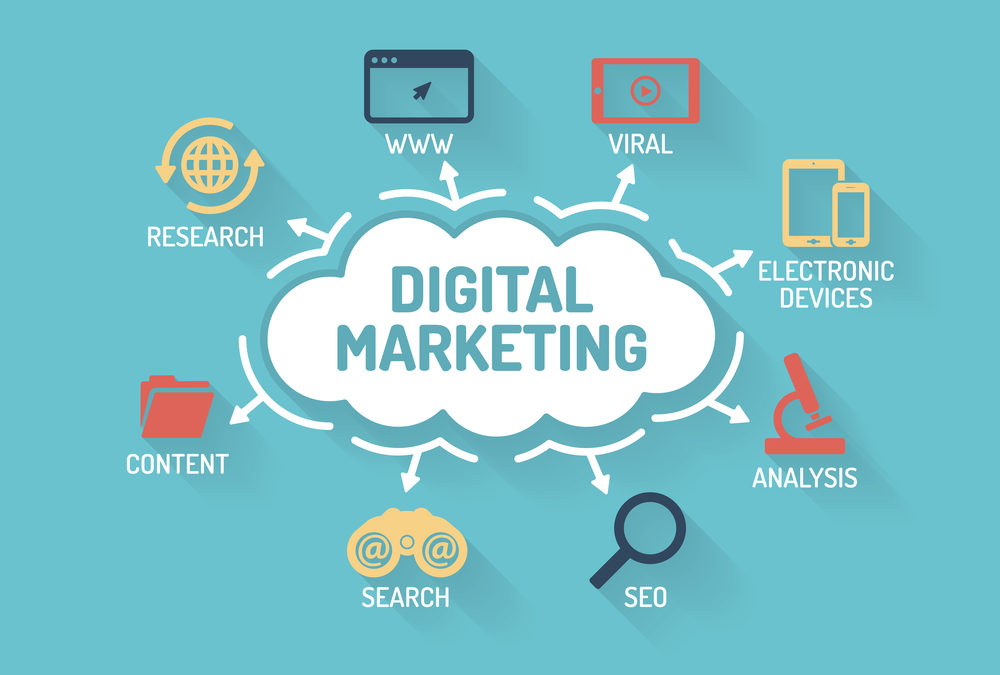 WWW
VIRAL
RESEARCH
ELECTRONIC
DEVICES
DIGITAL
MARKETING
CONTENT
ANALYSIS
@ @
SEARCH
SEO